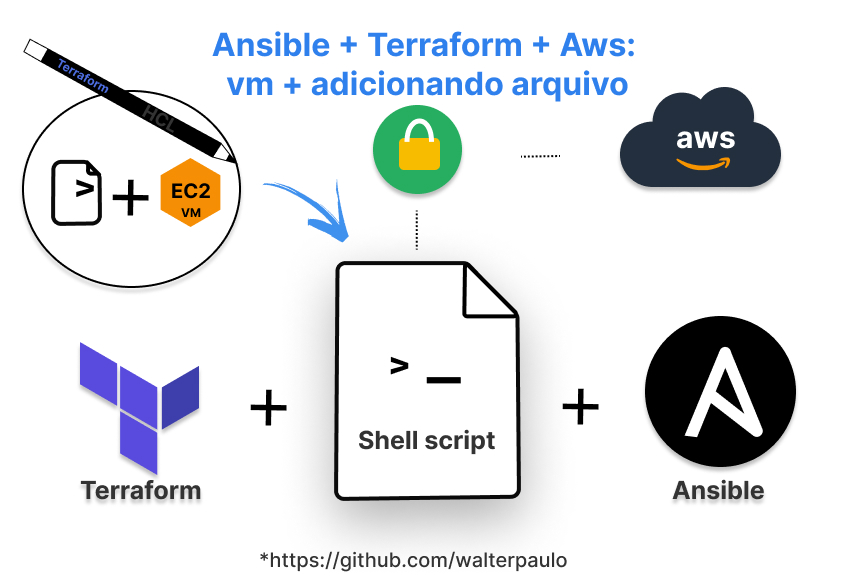 Ansible + Terraform + Aws:
vm + adicionando arquivo
Terraform
HCL
>
+
EC2
VM
aws
> _
Shell script
+
+
Terraform
Ansible
*https://github.com/walterpaulo